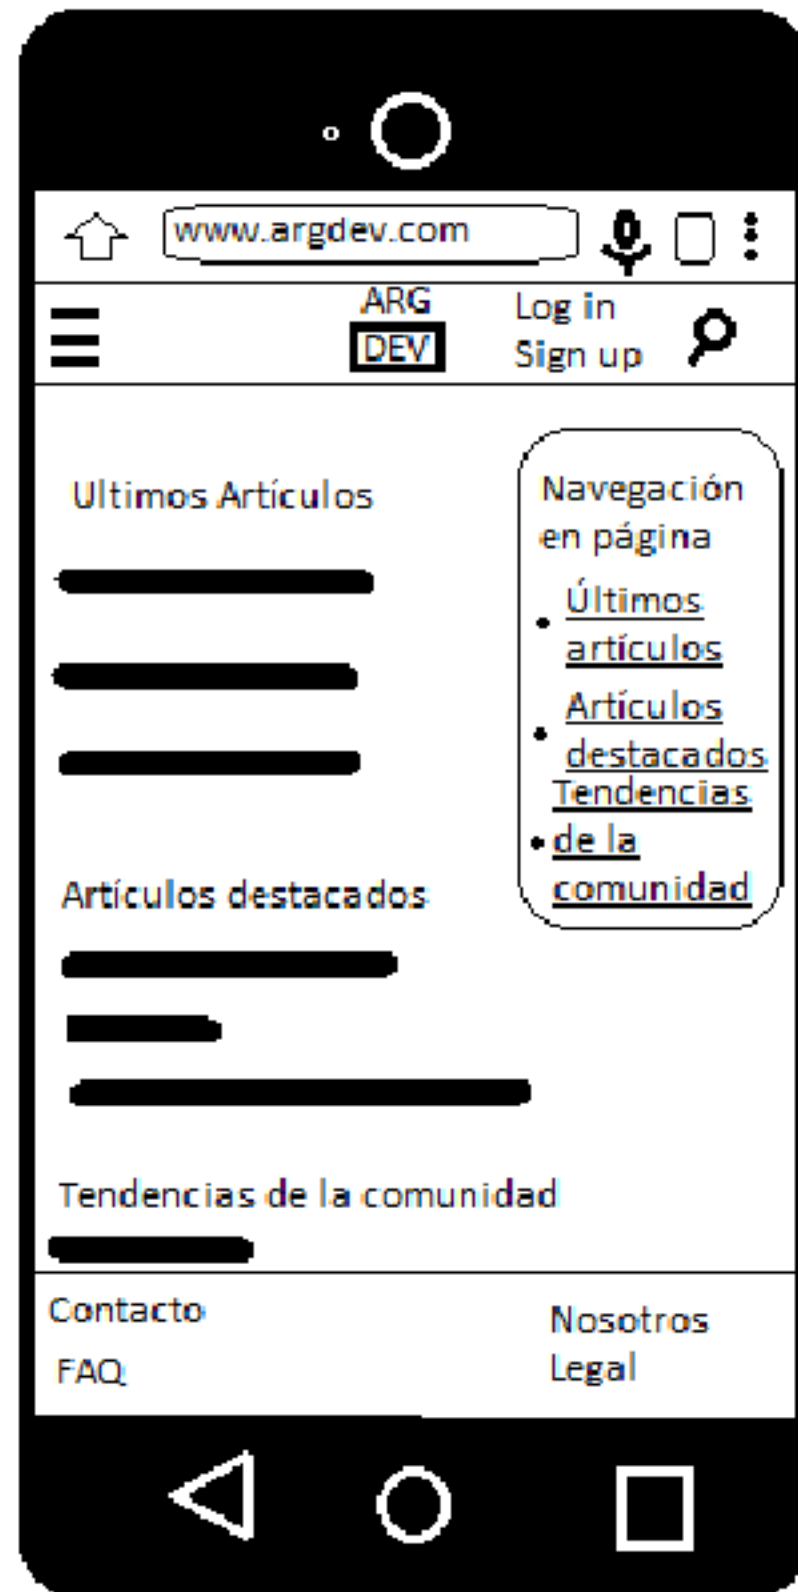 www.argdev.com
ARG
DEV
Log in
Sign up
Ultimos Artículos
Navegación
en página
Últimos
artículos
Artículos
destacados
Tendencias
de la
comunidad
Artículos destacados
Tendencias de la comunidad
Contacto
FAQ
Nosotros
Legal